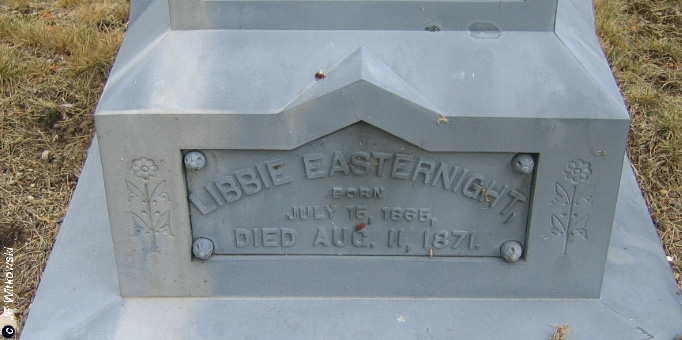 LIBBIE EASTERNIGHT,
BORN
JULY 15, 1865,
DIED AUG. 11, 1871.
© JF Witkowski